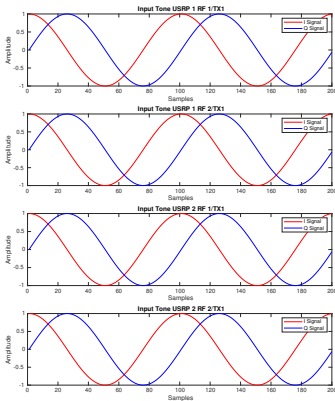 Input Tone USRP 1 RF 1/TX1
1
0.5
0
-0.5
-1
Amplitude
I Signal
Q Signal
0 20 40 60 80 100 120 140 160 180 200
Samples
Input Tone USRP 1 RF 2/TX1
1
0.5
0
-0.5
-1
Amplitude
I Signal
Q Signal
0 20 40 60 80 100 120 140 160 180 200
Samples
Input Tone USRP 2 RF 1/TX1
1
0.5
0
-0.5
-1
Amplitude
I Signal
Q Signal
0 20 40 60 80 100 120 140 160 180 200
Samples
Input Tone USRP 2 RF 2/TX1
1
0.5
0
-0.5
-1
Amplitude
I Signal
Q Signal
0 20 40 60 80 100 120 140 160 180 200
Samples